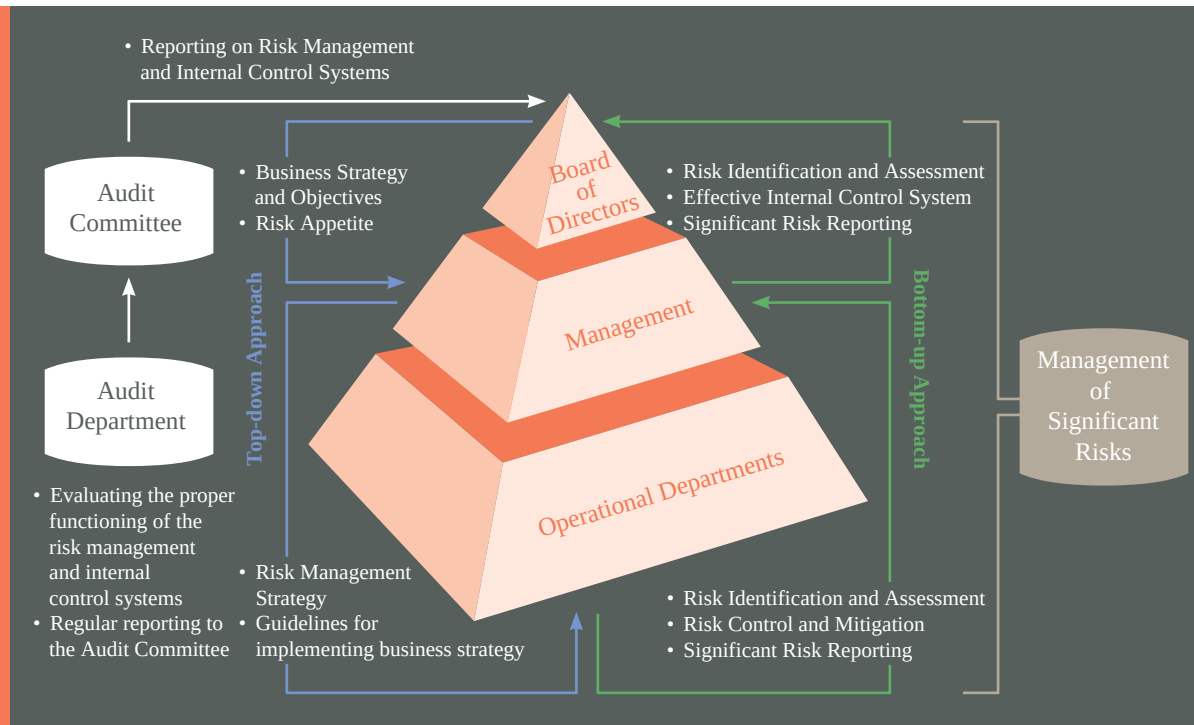 • Reporting on Risk Management
and Internal Control Systems
Audit
Committee
• Business Strategy
and Objectives
• Risk Appetite
Board
of
Directors
• Risk Identification and Assessment
• Effective Internal Control System
• Significant Risk Reporting
Top-down Approach
Management
Bottom-up Approach
Management
of
Significant
Risks
Audit
Department
Operational Departments
• Evaluating the proper
functioning of the
risk management
and internal
control systems
• Regular reporting to
the Audit Committee
• Risk Management
Strategy
• Guidelines for
implementing business strategy
• Risk Identification and Assessment
• Risk Control and Mitigation
• Significant Risk Reporting